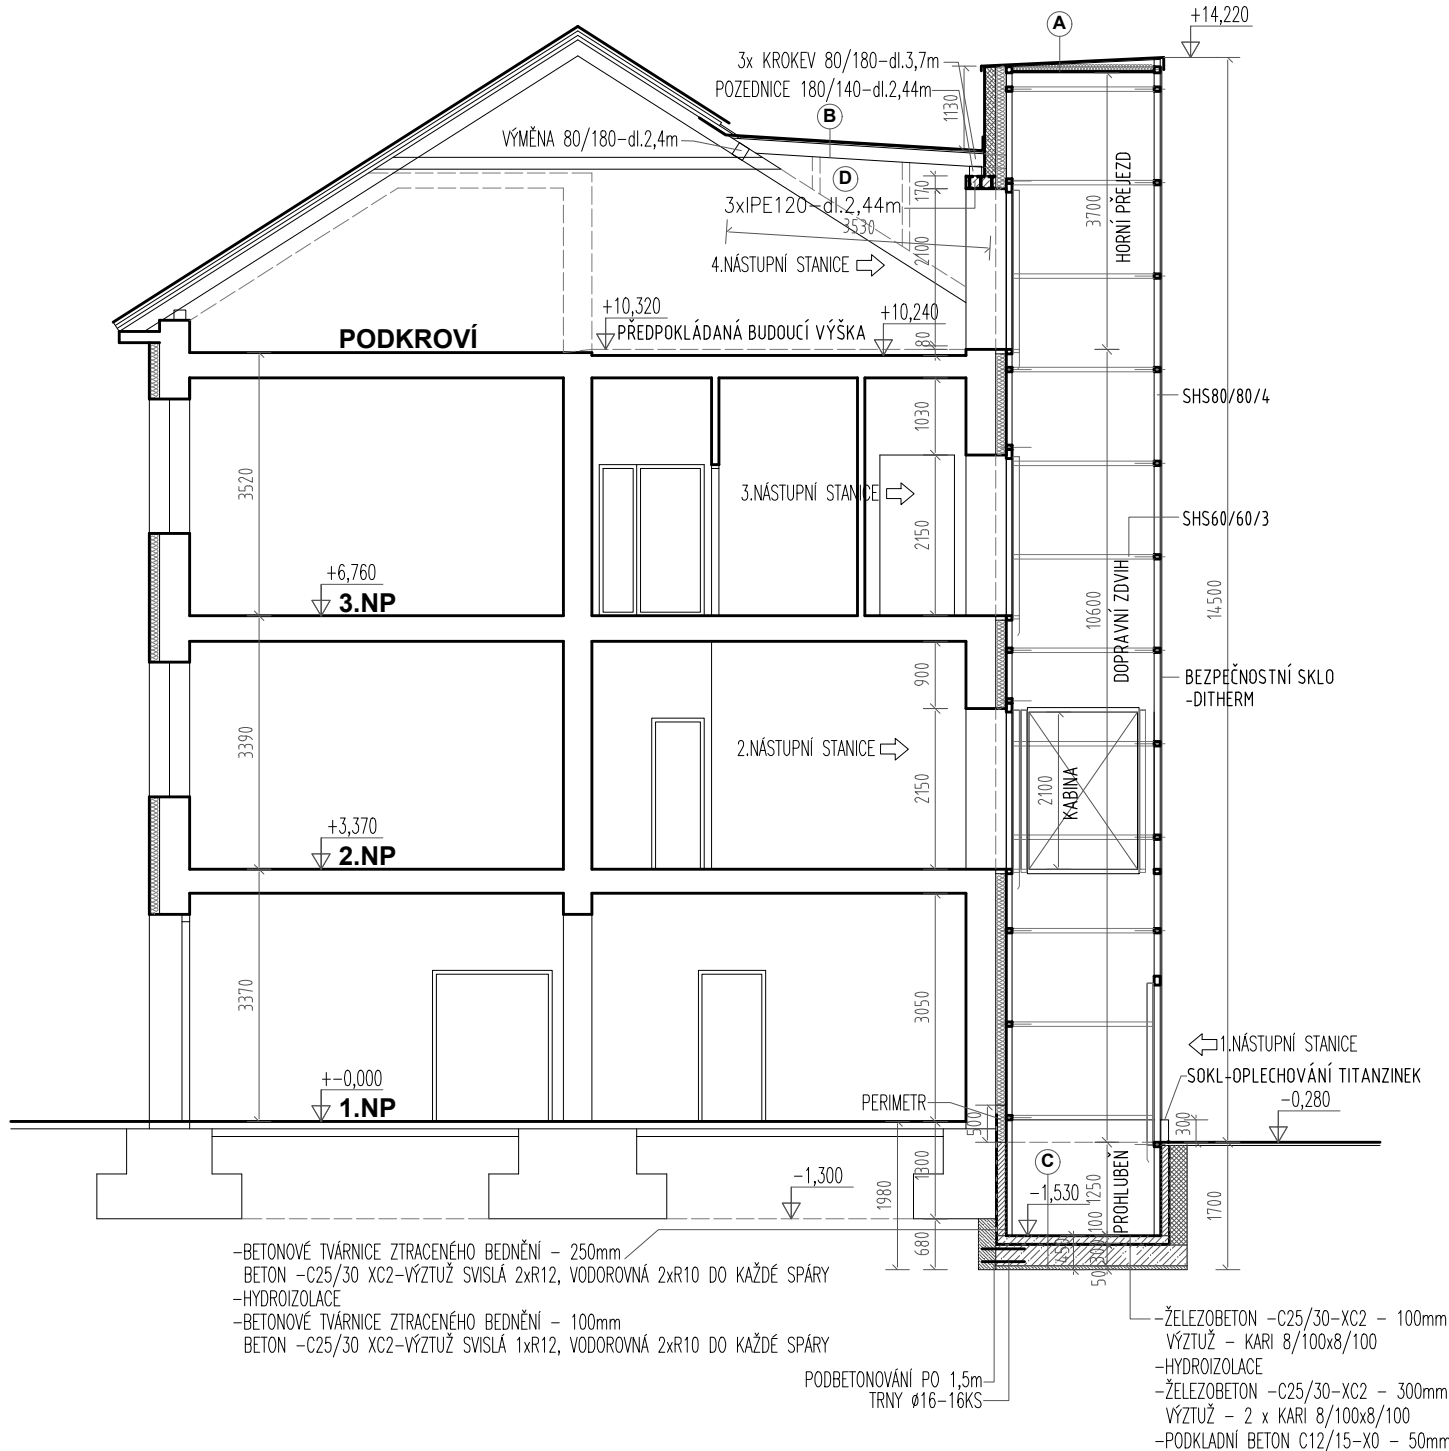 +14,220
A
3x KROKEV 80/180-dl.3,7m
POZEDNICE 180/140-dl.2,44m
1130
B
VÝMĚNA 80/180-dl.2,4m
D
170
3xIPE120-dl.2,44m
3530
3700
HORNÍ PŘEJEZD
2100
4.NÁSTUPNÍ STANICE
+10,320
+10,240
PŘEDPOKLÁDANÁ BUDOUCÍ VÝŠKA
80
PODKROVÍ
SHS80/80/4
1030
3520
3.NÁSTUPNÍ STANICE
2150
SHS60/60/3
+6,760
3.NP
10600
DOPRAVNÍ ZDVIH
14500
900
BEZPEČNOSTNÍ SKLO
-DITHERM
3390
2.NÁSTUPNÍ STANICE
2150
2100
KABINA
+3,370
2.NP
3370
3050
1.NÁSTUPNÍ STANICE
SOKL-OPLECHOVÁNÍ TITANZINEK
+-0,000
1.NP
PERIMETR
500
300
-0,280
C
-1,300
1980
1300
-1,530
1250
PROHLUBEŇ
1700
680
100
450
300
50
-BETONOVÉ TVÁRNICE ZTRACENÉHO BEDNĚNÍ - 250mm
BETON -C25/30 XC2-VÝZTUŽ SVISLÁ 2xR12, VODOROVNÁ 2xR10 DO KAŽDÉ SPÁRY
-HYDROIZOLACE
-BETONOVÉ TVÁRNICE ZTRACENÉHO BEDNĚNÍ - 100mm
BETON -C25/30 XC2-VÝZTUŽ SVISLÁ 1xR12, VODOROVNÁ 2xR10 DO KAŽDÉ SPÁRY
PODBETONOVÁNÍ PO 1,5m
TRNY ø16-16KS
-ŽELEZOBETON -C25/30-XC2 - 100mm
VÝZTUŽ - KARI 8/100x8/100
-HYDROIZOLACE
-ŽELEZOBETON -C25/30-XC2 - 300mm
VÝZTUŽ - 2 x KARI 8/100x8/100
-PODKLADNÍ BETON C12/15-X0 - 50mm